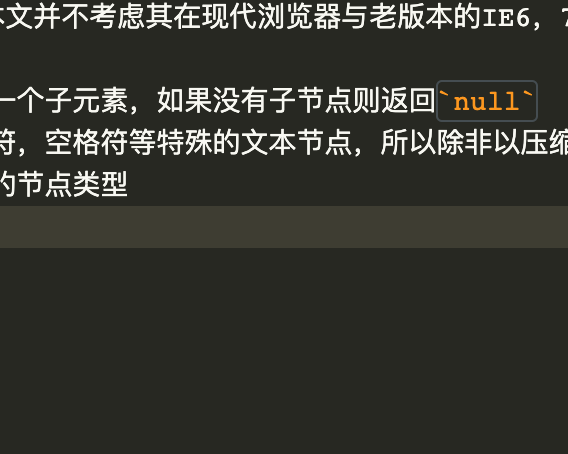 本文并不考虑其在现代浏览器与老版本的IE6，7
一个子元素，如果没有子节点则返回`null`
符，空格符等特殊的文本节点，所以除非以压缩
的节点类型